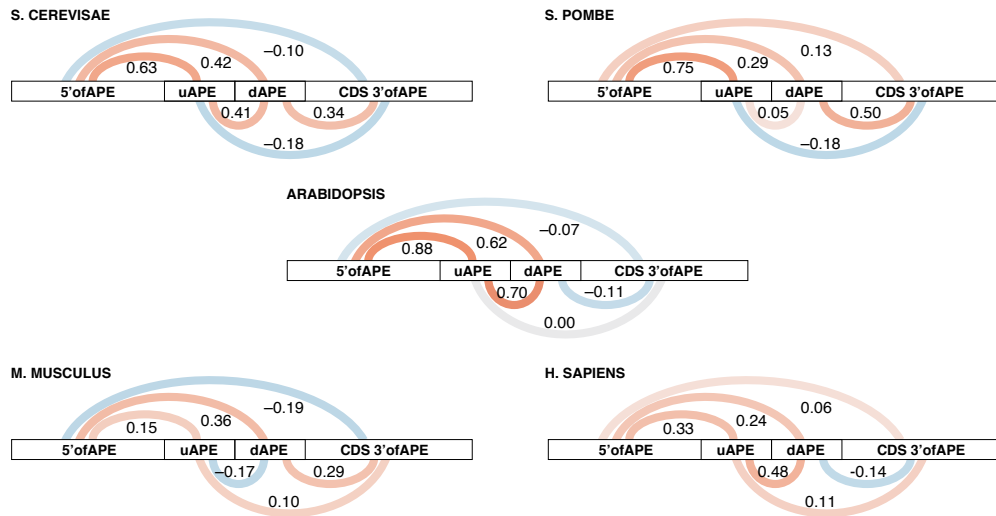 S. CEREVISAE
–0.10
0.42
0.63
5'ofAPE uAPE dAPE CDS 3'ofAPE
0.41 0.34
–0.18
S. POMBE
0.13
0.29
0.75
5'ofAPE uAPE dAPE CDS 3'ofAPE
0.05 0.50
–0.18
ARABIDOPSIS
–0.07
0.62
0.88
5'ofAPE uAPE dAPE CDS 3'ofAPE
0.70 –0.11
0.00
M. MUSCULUS
–0.19
0.36
0.15
5'ofAPE uAPE dAPE CDS 3'ofAPE
–0.17 0.29
0.10
H. SAPIENS
0.06
0.24
0.33
5'ofAPE uAPE dAPE CDS 3'ofAPE
0.48 -0.14
0.11